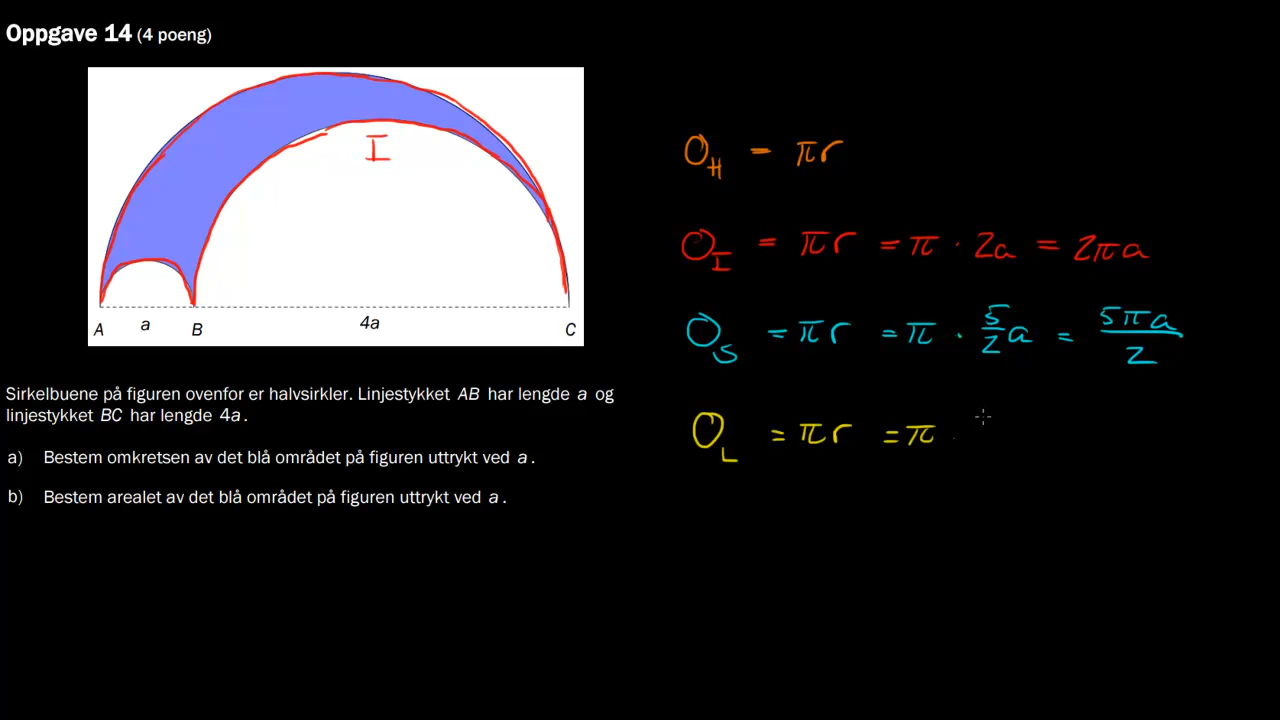 Oppgave 14 (4 poeng)
I
A a B 4a C
Sirkelbuene på figuren ovenfor er halvsirkler. Linjestykket AB har lengde a og
linjestykket BC har lengde 4a.
a) Bestem omkretsen av det blå området på figuren uttrykt ved a.
b) Bestem arealet av det blå området på figuren uttrykt ved a.
O_H = πr
O_I = πr = π · 2a = 2πa
O_S = πr = π · 5/2 a = 5πa/2
O_L = πr = π ·